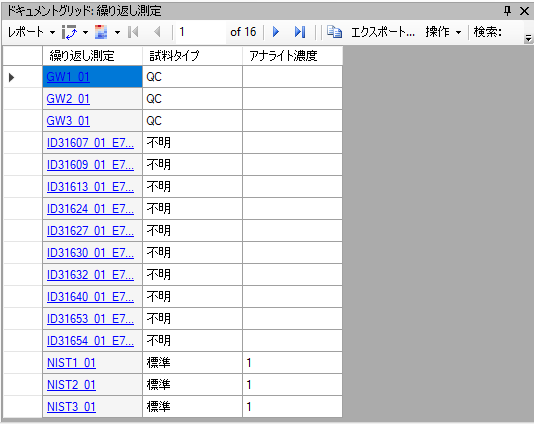 ドキュメントグリッド: 繰り返し測定
レポート 1 of 16 エクスポート... 操作 検索:
繰り返し測定 試料タイプ アナライト濃度
GW1_01 QC
GW2_01 QC
GW3_01 QC
ID31607_01_E7... 不明
ID31609_01_E7... 不明
ID31613_01_E7... 不明
ID31624_01_E7... 不明
ID31627_01_E7... 不明
ID31630_01_E7... 不明
ID31632_01_E7... 不明
ID31640_01_E7... 不明
ID31653_01_E7... 不明
ID31654_01_E7... 不明
NIST1_01 標準 1
NIST2_01 標準 1
NIST3_01 標準 1